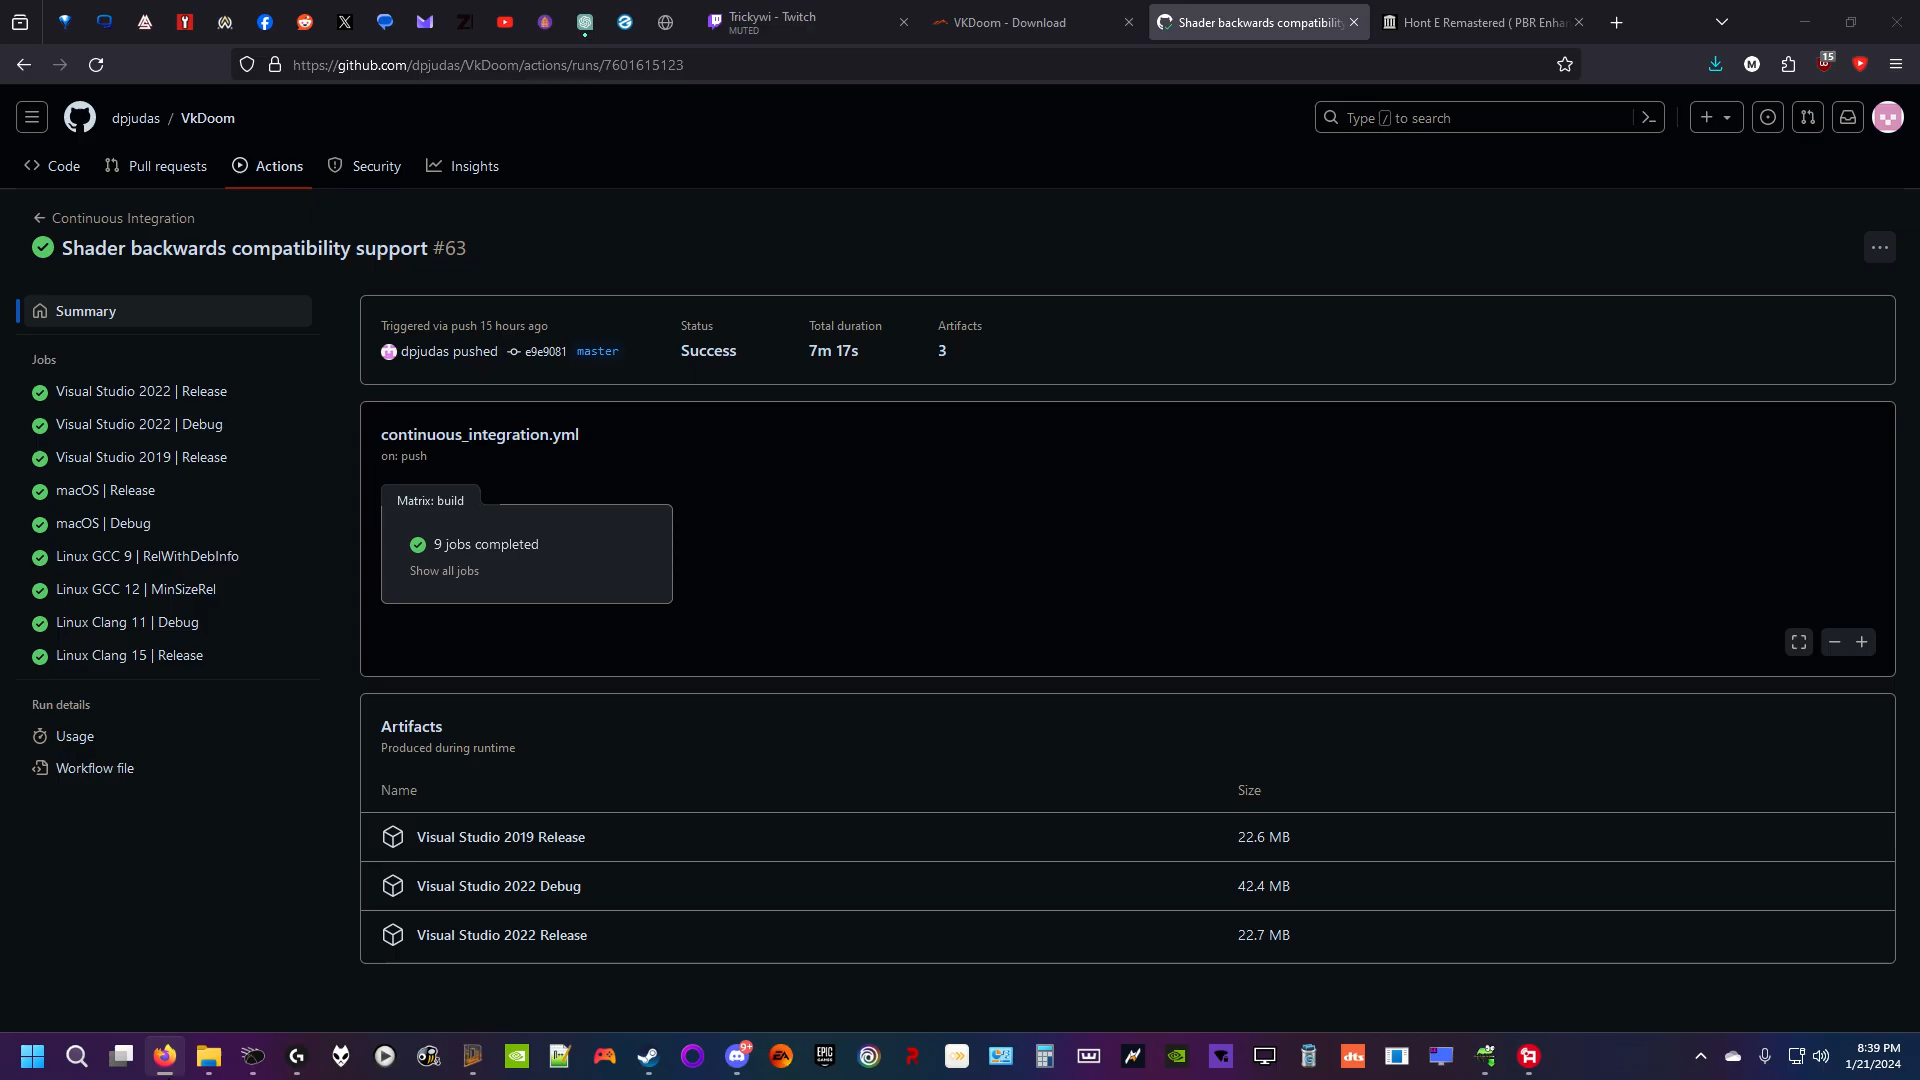 Trickywi - Twitch
MUTED
VKDoom - Download
Shader backwards compatibility
Hont E Remastered ( PBR Enhan
https://github.com/dpjudas/VkDoom/actions/runs/7601615123
15
dpjudas / VkDoom
Type / to search
Code
Pull requests
Actions
Security
Insights
Continuous Integration
Shader backwards compatibility support #63
Summary
Jobs
Visual Studio 2022 | Release
Visual Studio 2022 | Debug
Visual Studio 2019 | Release
macOS | Release
macOS | Debug
Linux GCC 9 | RelWithDebInfo
Linux GCC 12 | MinSizeRel
Linux Clang 11 | Debug
Linux Clang 15 | Release
Run details
Usage
Workflow file
Triggered via push 15 hours ago
dpjudas pushed e9e9081 master
Status
Success
Total duration
7m 17s
Artifacts
3
continuous_integration.yml
on: push
Matrix: build
9 jobs completed
Show all jobs
Artifacts
Produced during runtime
Name
Size
Visual Studio 2019 Release
22.6 MB
Visual Studio 2022 Debug
42.4 MB
Visual Studio 2022 Release
22.7 MB
9+
EA
EPIC GAMES
dts
8:39 PM
1/21/2024